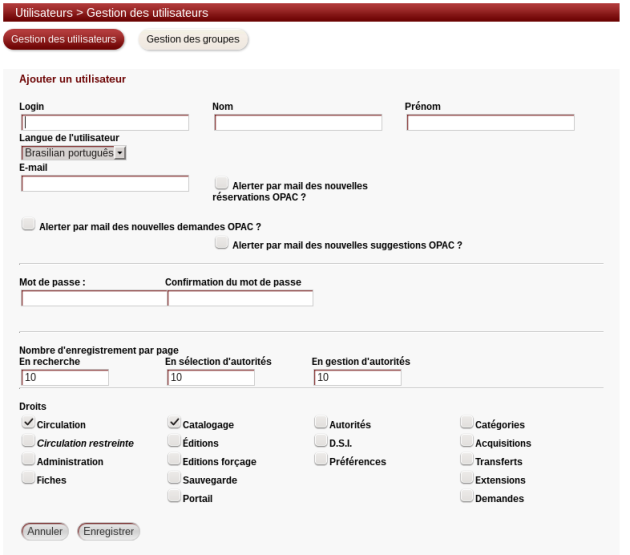 Utilisateurs > Gestion des utilisateurs
Gestion des utilisateurs Gestion des groupes
Ajouter un utilisateur
Login Nom Prénom
Langue de l'utilisateur
Brasilian português
E-mail
Alerter par mail des nouvelles
réservations OPAC ?
Alerter par mail des nouvelles demandes OPAC ?
Alerter par mail des nouvelles suggestions OPAC ?
Mot de passe : Confirmation du mot de passe
Nombre d'enregistrement par page
En recherche En sélection d'autorités En gestion d'autorités
10 10 10
Droits
Circulation Catalogage Autorités Catégories
Circulation restreinte Éditions D.S.I. Acquisitions
Administration Editions forçage Préférences Transferts
Fiches Sauvegarde Extensions
Portail Demandes
Annuler Enregistrer